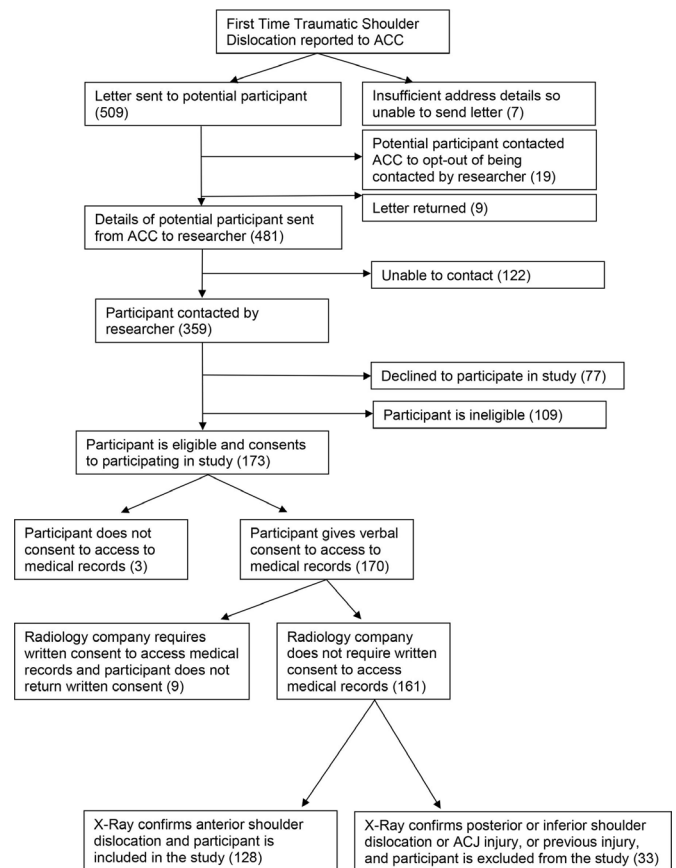 First Time Traumatic Shoulder
Dislocation reported to ACC
Letter sent to potential participant
(509)
Insufficient address details so
unable to send letter (7)
Potential participant contacted
ACC to opt-out of being
contacted by researcher (19)
Letter returned (9)
Details of potential participant sent
from ACC to researcher (481)
Unable to contact (122)
Participant contacted by
researcher (359)
Declined to participate in study (77)
Participant is ineligible (109)
Participant is eligible and consents
to participating in study (173)
Participant does not
consent to access to
medical records (3)
Participant gives verbal
consent to access to
medical records (170)
Radiology company requires
written consent to access medical
records and participant does not
return written consent (9)
Radiology company
does not require written
consent to access
medical records (161)
X-Ray confirms anterior shoulder
dislocation and participant is
included in the study (128)
X-Ray confirms posterior or inferior shoulder
dislocation or ACJ injury, or previous injury,
and participant is excluded from the study (33)